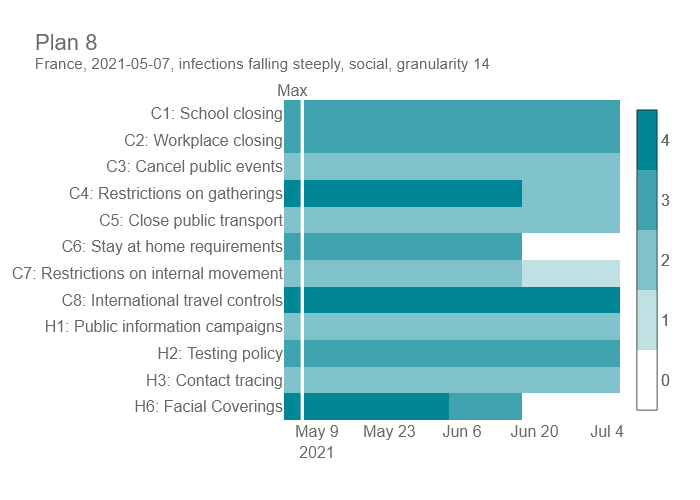 Plan 8
France, 2021-05-07, infections falling steeply, social, granularity 14
Max
C1: School closing
C2: Workplace closing
C3: Cancel public events
C4: Restrictions on gatherings
C5: Close public transport
C6: Stay at home requirements
C7: Restrictions on internal movement
C8: International travel controls
H1: Public information campaigns
H2: Testing policy
H3: Contact tracing
H6: Facial Coverings
4
3
2
1
0
May 9 May 23 Jun 6 Jun 20 Jul 4
2021